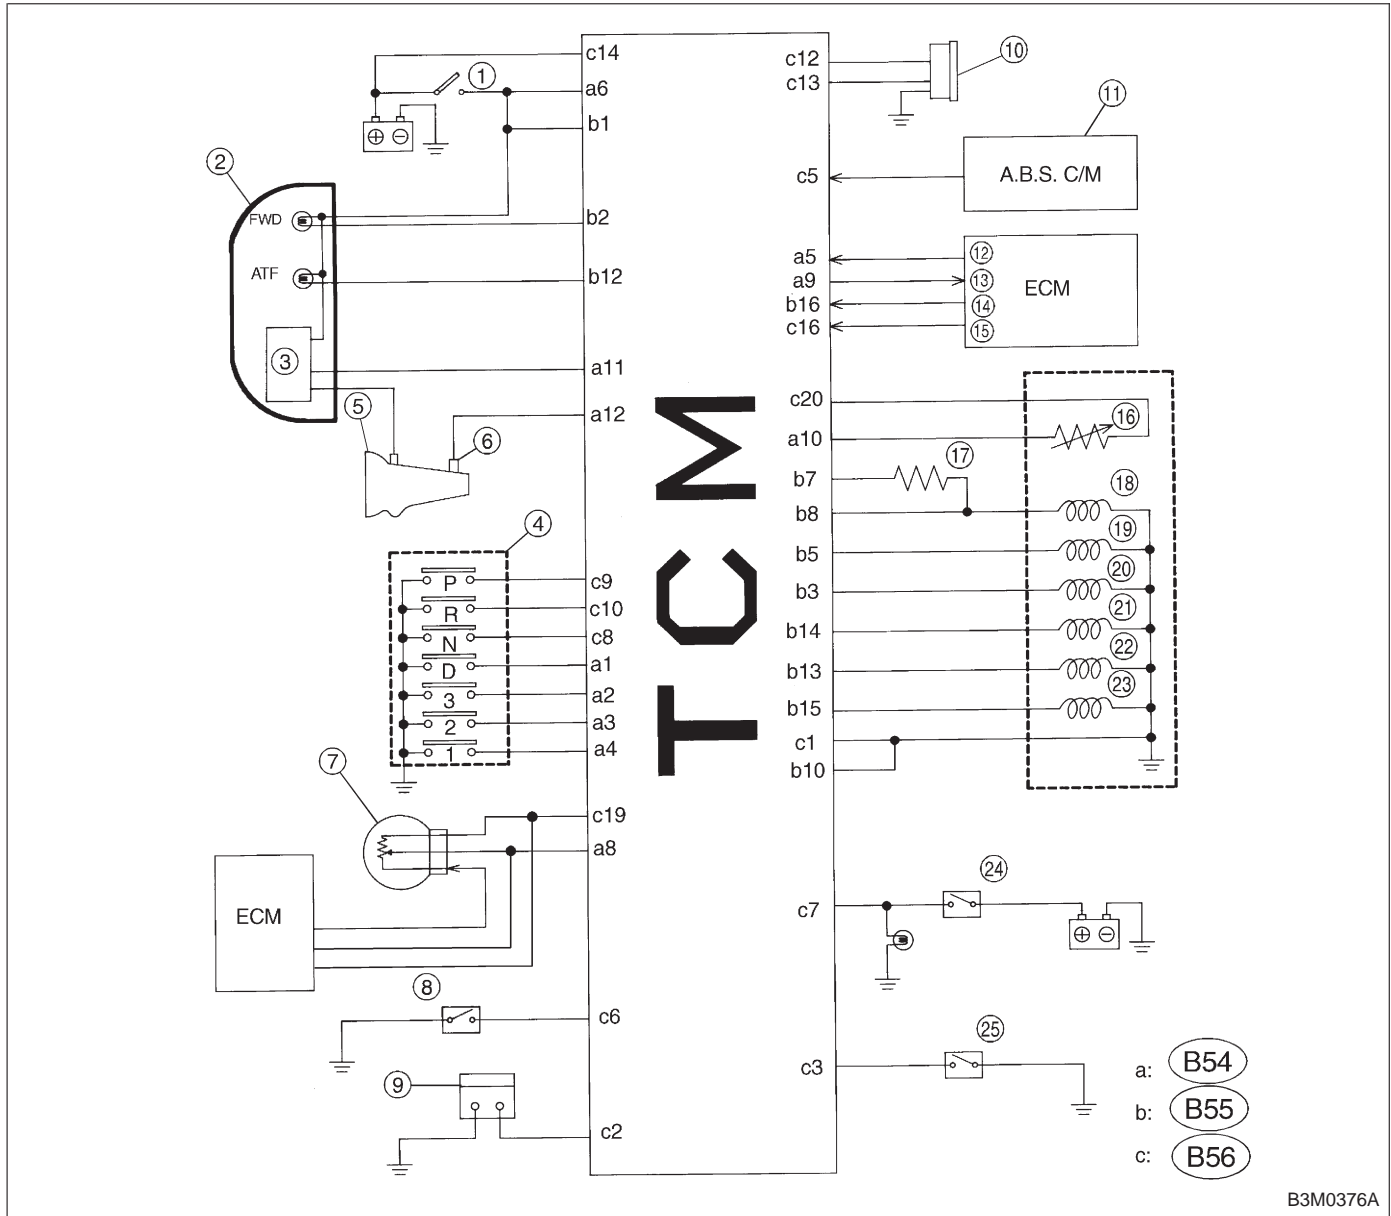 c14
①
a6
b1
②
FWD
b2
ATF
b12
③
a11
⑤
a12
⑥
④
P
c9
R
c10
N
c8
D
a1
3
a2
2
a3
1
a4
⑦
c19
a8
ECM
⑧
c6
⑨
c2
TCM
c12
c13
⑩
⑪
c5
A.B.S. C/M
a5
⑫
a9
⑬
ECM
b16
⑭
c16
⑮
c20
⑯
a10
⑰
b7
⑱
b8
⑲
b5
⑳
b3
㉑
b14
㉒
b13
㉓
b15
c1
b10
㉔
c7
㉕
c3
a: B54
b: B55
c: B56
B3M0376A